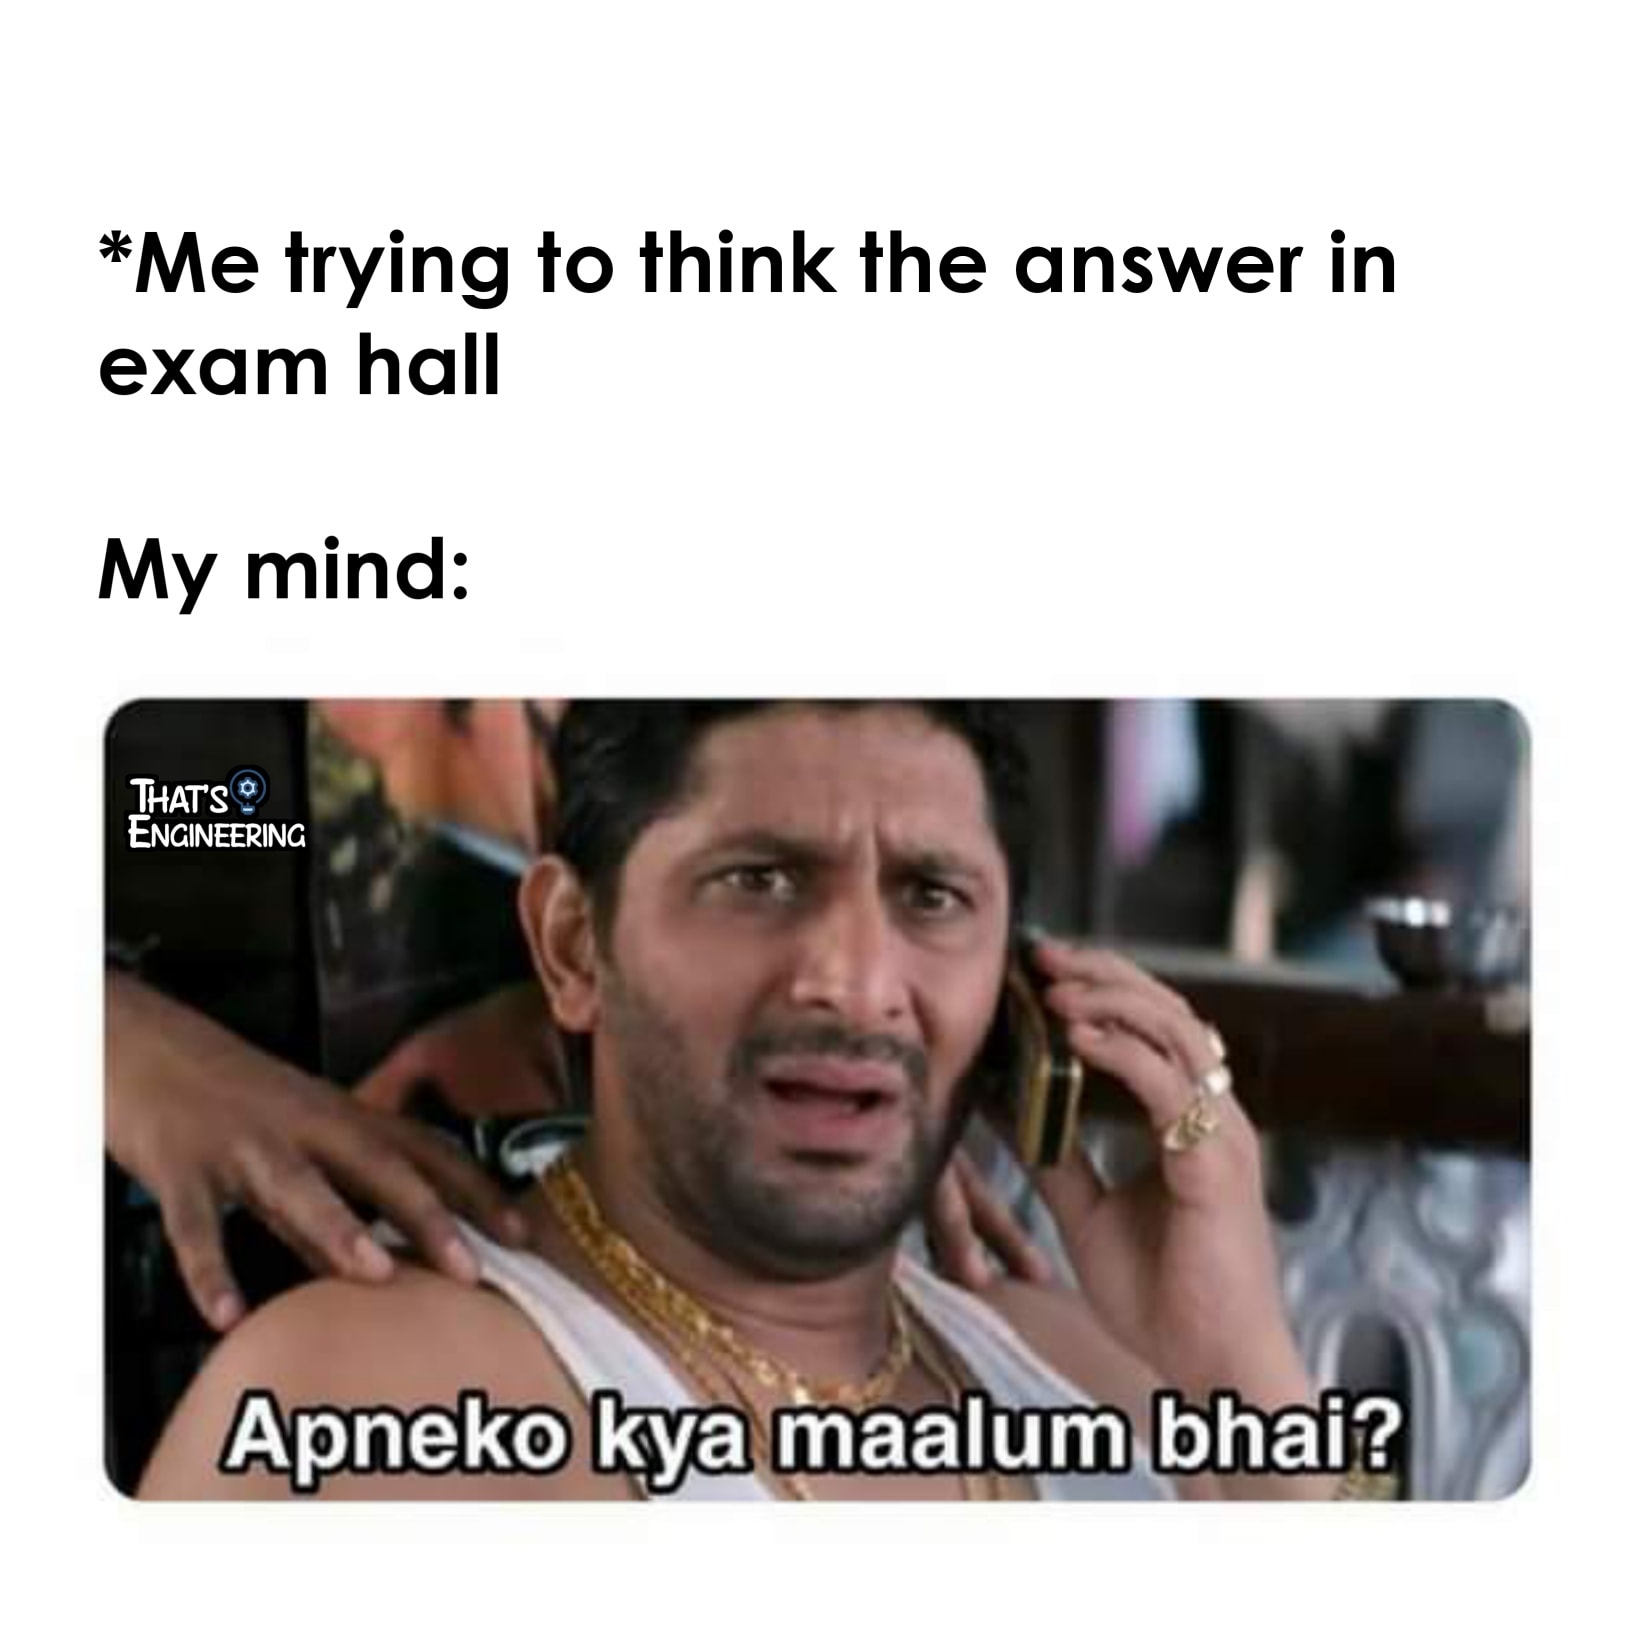 *Me trying to think the answer in
exam hall
My mind:
THAT'S
ENGINEERING
Apneko kya maalum bhai?